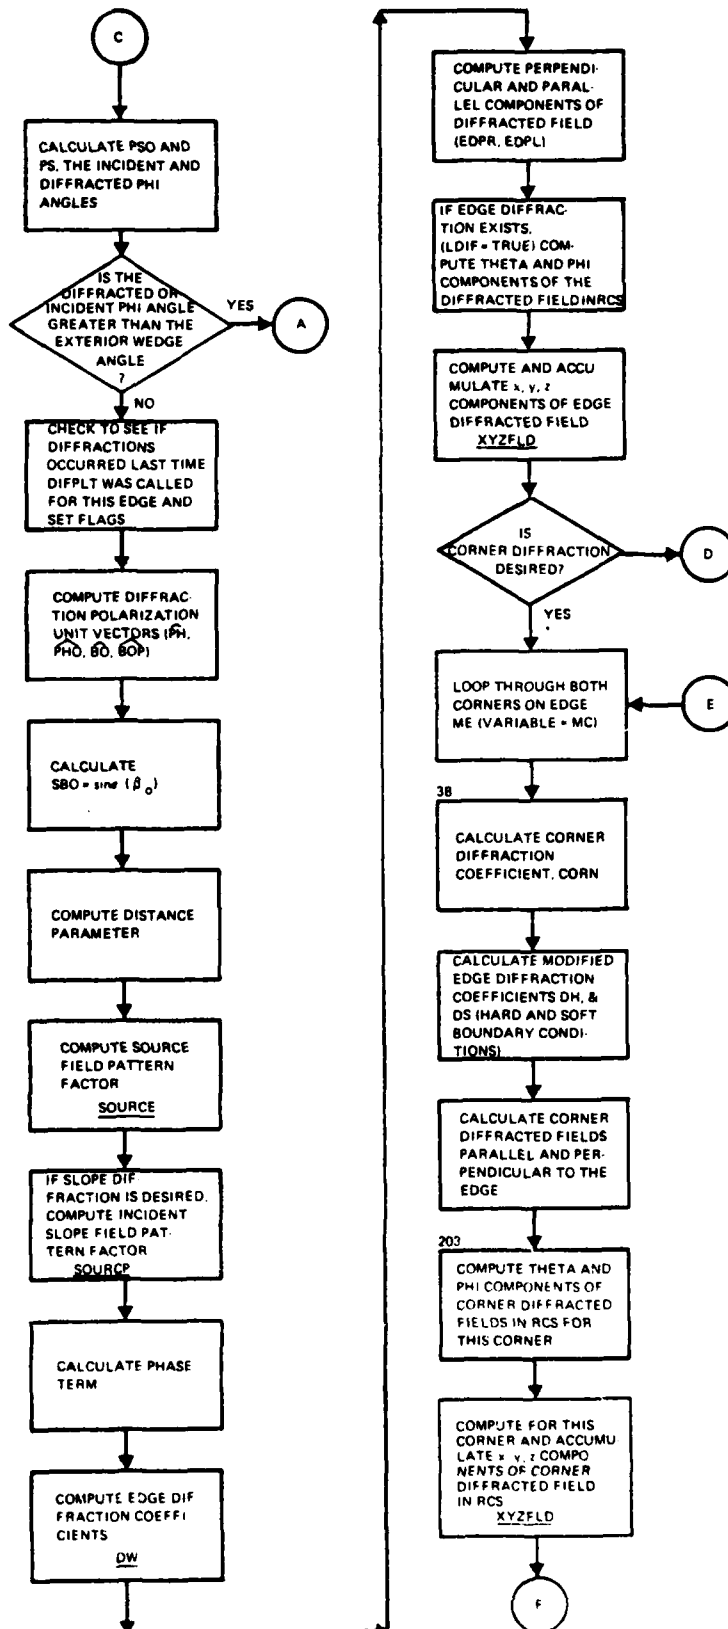 C
CALCULATE PSO AND
PS, THE INCIDENT AND
DIFFRACTED PHI
ANGLES
IS THE
DIFFRACTED OR
INCIDENT PHI ANGLE
GREATER THAN THE
EXTERIOR WEDGE
ANGLE
?
YES
A
NO
CHECK TO SEE IF
DIFFRACTIONS
OCCURRED LAST TIME
DIFPLT WAS CALLED
FOR THIS EDGE AND
SET FLAGS
COMPUTE DIFFRAC-
TION POLARIZATION
UNIT VECTORS (PH,
PHO, BO, BOP)
CALCULATE
SBO = sine (β₀)
COMPUTE DISTANCE
PARAMETER
COMPUTE SOURCE
FIELD PATTERN
FACTOR
SOURCE
IF SLOPE DIF-
FRACTION IS DESIRED,
COMPUTE INCIDENT
SLOPE FIELD PAT-
TERN FACTOR
SOURCP
CALCULATE PHASE
TERM
COMPUTE EDGE DIF
FRACTION COEFFI
CIENTS
DW
COMPUTE PERPENDI-
CULAR AND PARAL-
LEL COMPONENTS OF
DIFFRACTED FIELD
(EDPR, EDPL)
IF EDGE DIFFRAC-
TION EXISTS,
(LDIF = TRUE) COM-
PUTE THETA AND PHI
COMPONENTS OF THE
DIFFRACTED FIELD IN RCS
COMPUTE AND ACCU
MULATE x, y, z
COMPONENTS OF EDGE
DIFFRACTED FIELD
XYZFLD
IS
CORNER DIFFRACTION
DESIRED?
D
YES
LOOP THROUGH BOTH
CORNERS ON EDGE
ME (VARIABLE = MC)
E
38
CALCULATE CORNER
DIFFRACTION
COEFFICIENT, CORN
CALCULATE MODIFIED
EDGE DIFFRACTION
COEFFICIENTS DH, &
DS (HARD AND SOFT
BOUNDARY CONDI-
TIONS)
CALCULATE CORNER
DIFFRACTED FIELDS
PARALLEL AND PER-
PENDICULAR TO THE
EDGE
203
COMPUTE THETA AND
PHI COMPONENTS OF
CORNER DIFFRACTED
FIELDS IN RCS FOR
THIS CORNER
COMPUTE FOR THIS
CORNER AND ACCUMU-
LATE x y, z COMPO
NENTS OF CORNER
DIFFRACTED FIELD
IN RCS
XYZFLD
F